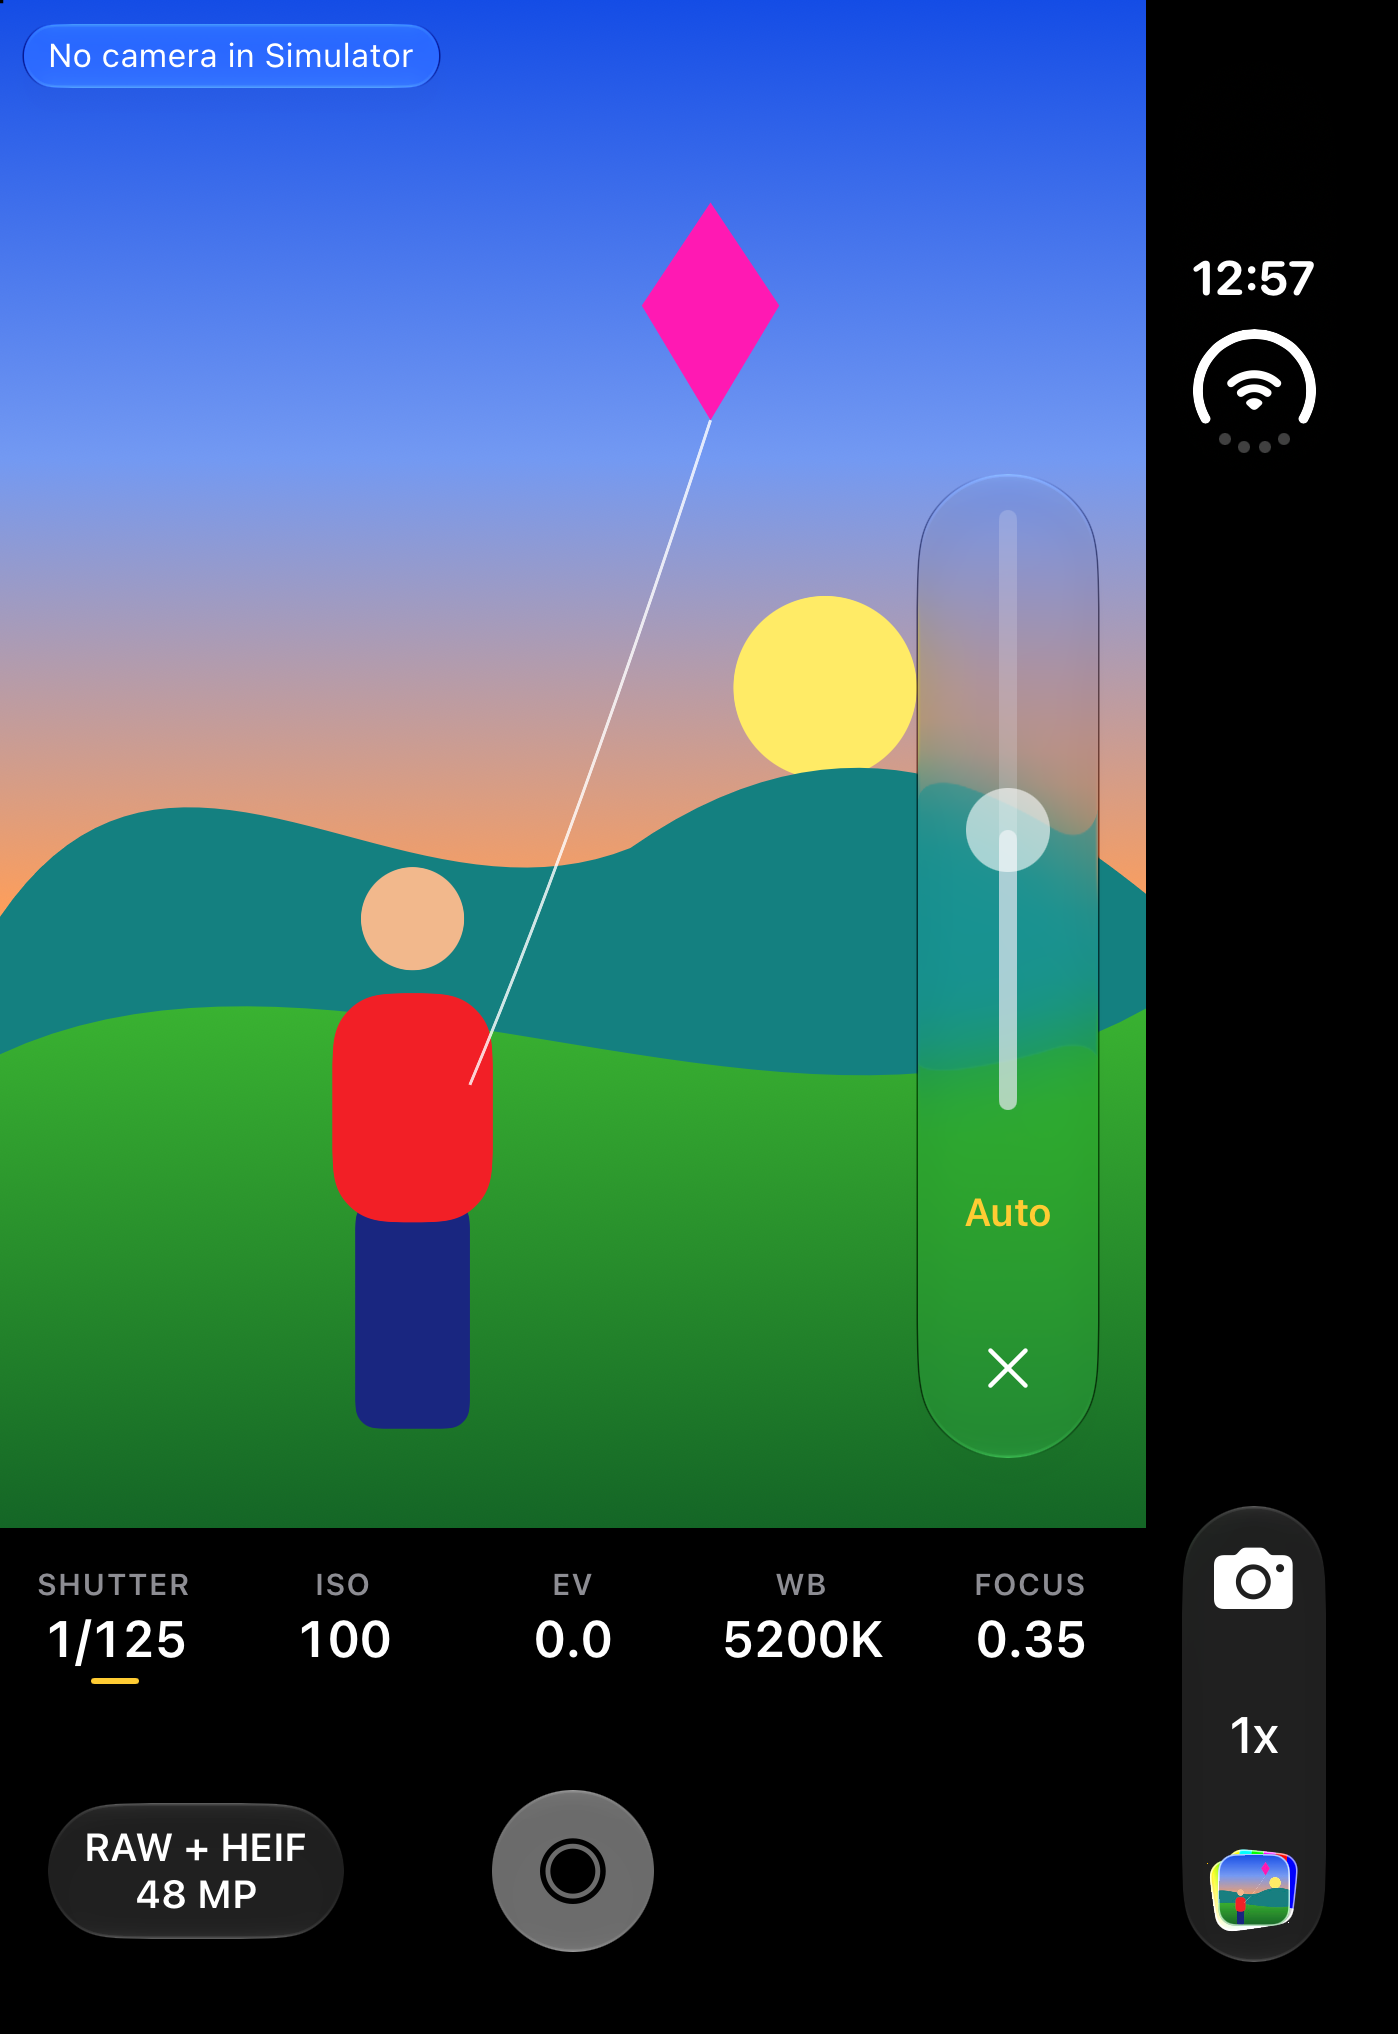 No camera in Simulator
12:57
Auto
SHUTTER ISO EV WB FOCUS
1/125 100 0.0 5200K 0.35
1x
RAW + HEIF
48 MP